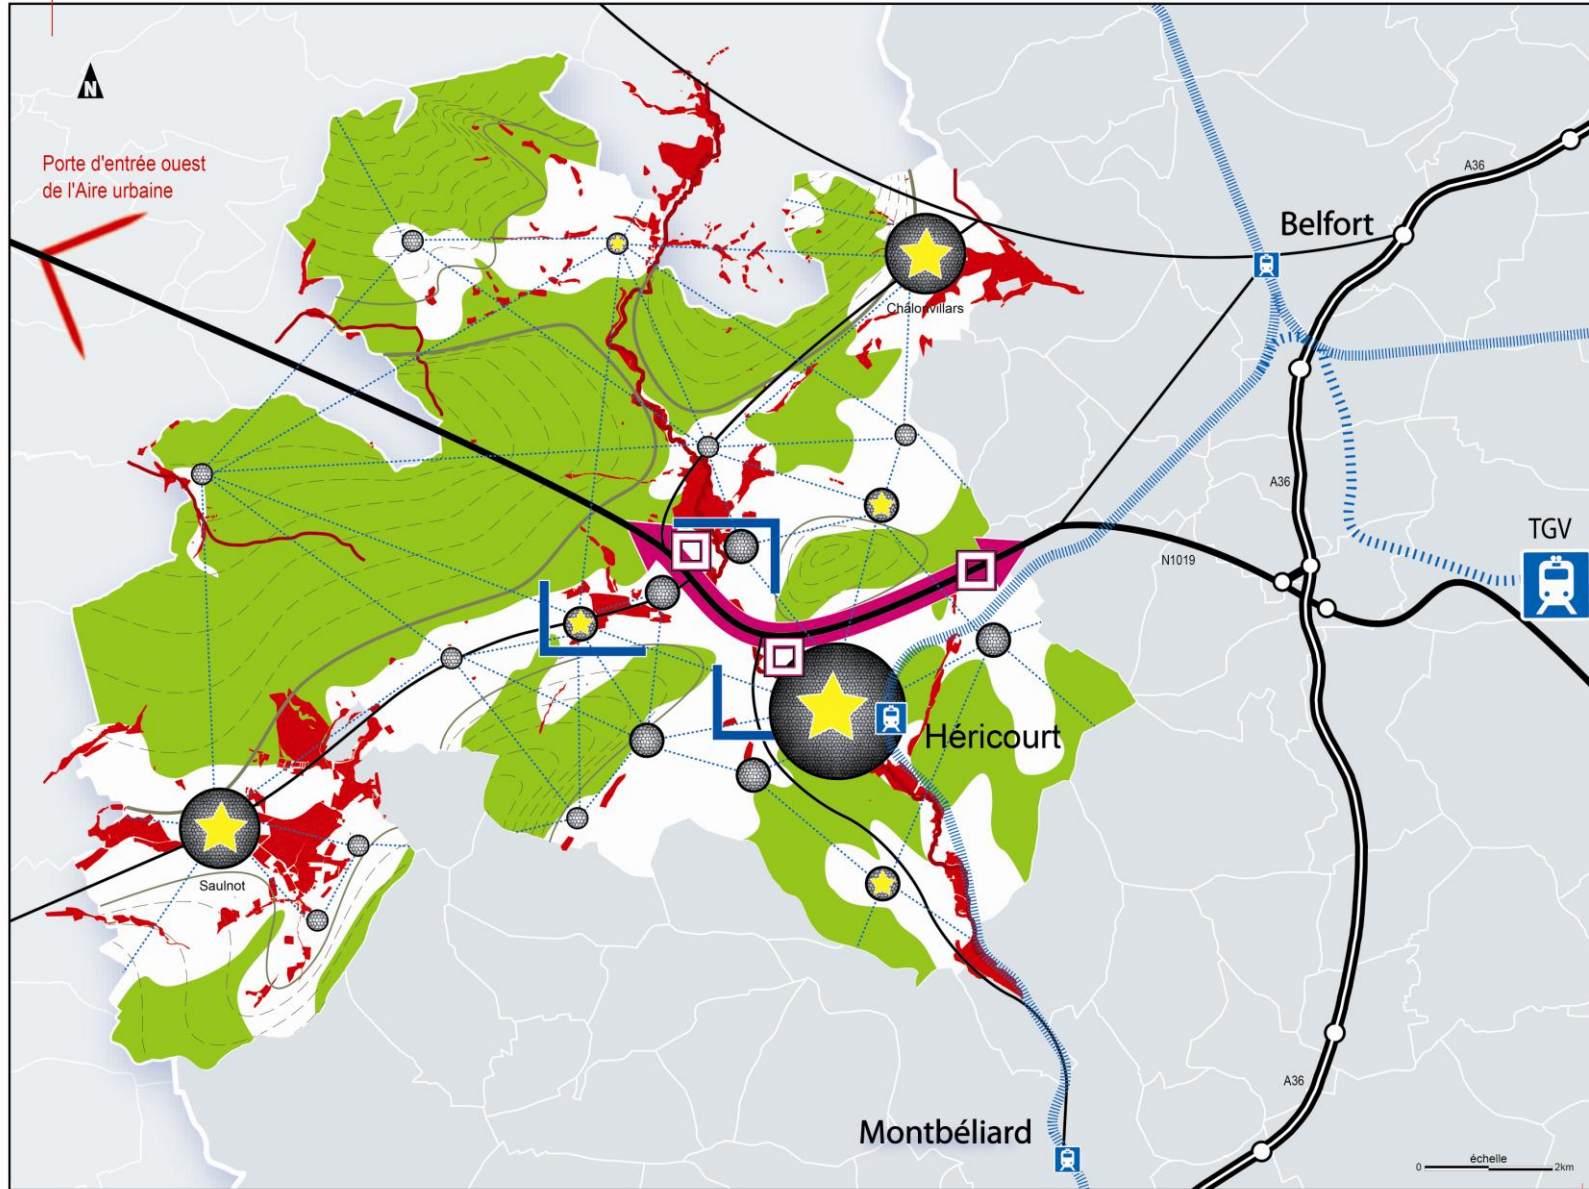 N
Porte d'entrée ouest
de l'Aire urbaine
A36
Belfort
Châlonvillars
A36
TGV
N1019
Héricourt
Saulnot
A36
Montbéliard
échelle
0 2km